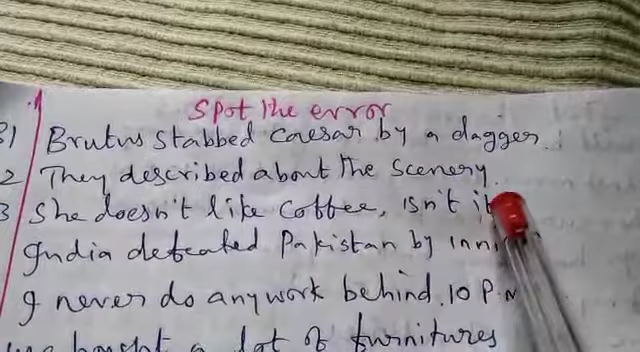 Spot the error
1) Brutus stabbed caesar by a dagger.
2 They described about the scenery.
3 She doesn't like coffee, isn't it
India defeated Pakistan by
I never do any work behind 10 P.M
bought a lot of furnitures